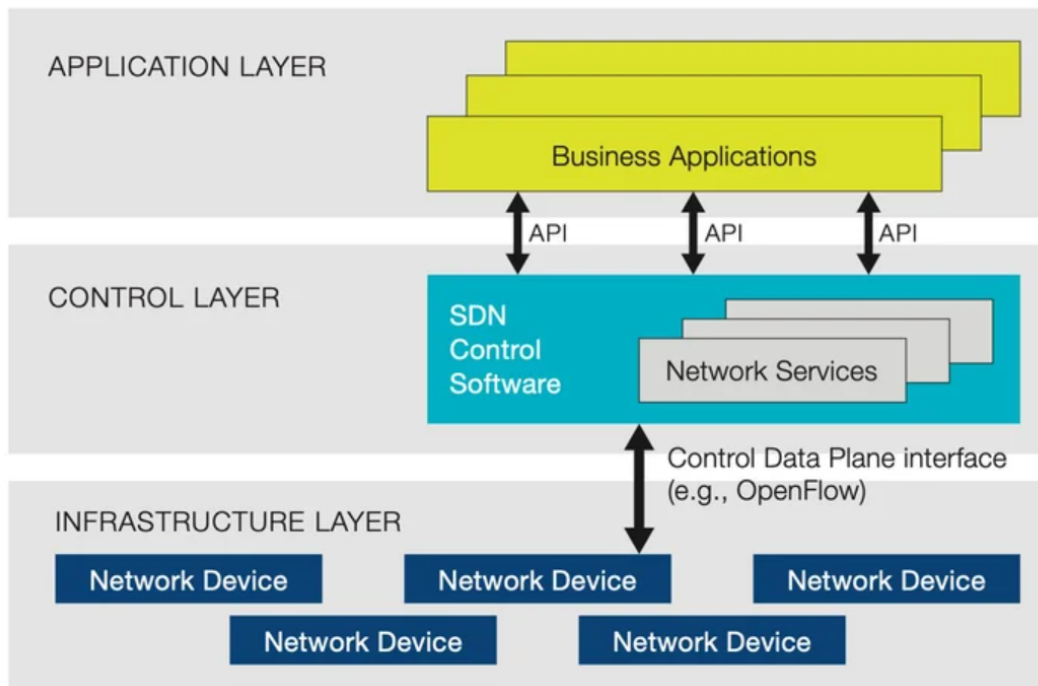 APPLICATION LAYER
Business Applications
API
API
API
CONTROL LAYER
SDN
Control
Software
Network Services
Control Data Plane interface
(e.g., OpenFlow)
INFRASTRUCTURE LAYER
Network Device
Network Device
Network Device
Network Device
Network Device